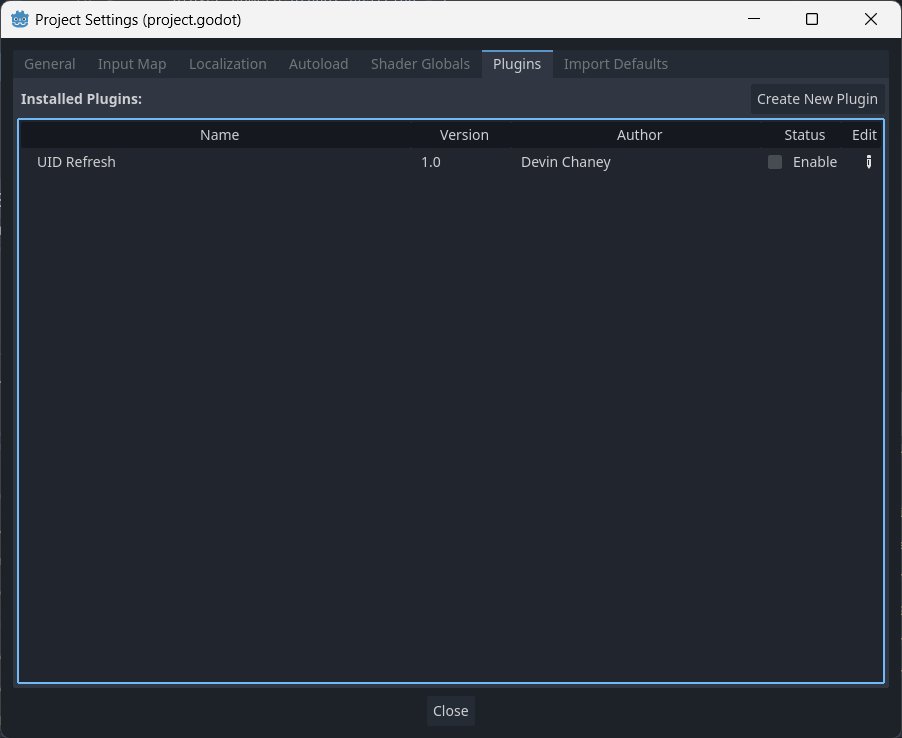 Project Settings (project.godot)
General Input Map Localization Autoload Shader Globals Plugins Import Defaults
Installed Plugins: Create New Plugin
Name Version Author Status Edit
UID Refresh 1.0 Devin Chaney Enable
Close